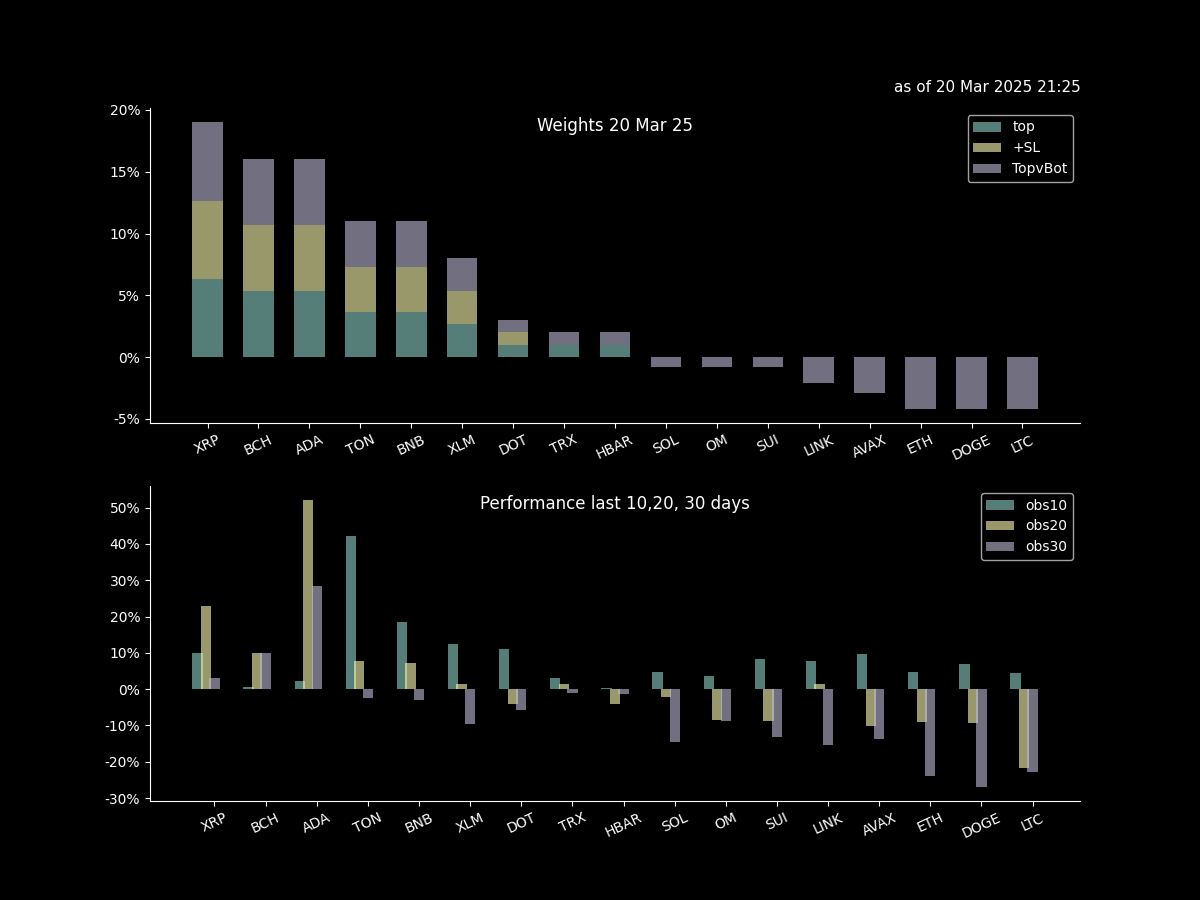 as of 20 Mar 2025 21:25
Weights 20 Mar 25
top
+SL
TopvBot
20%
15%
10%
5%
0%
-5%
XRP BCH ADA TON BNB XLM DOT TRX HBAR SOL OM SUI LINK AVAX ETH DOGE LTC
Performance last 10,20, 30 days
obs10
obs20
obs30
50%
40%
30%
20%
10%
0%
-10%
-20%
-30%
XRP BCH ADA TON BNB XLM DOT TRX HBAR SOL OM SUI LINK AVAX ETH DOGE LTC